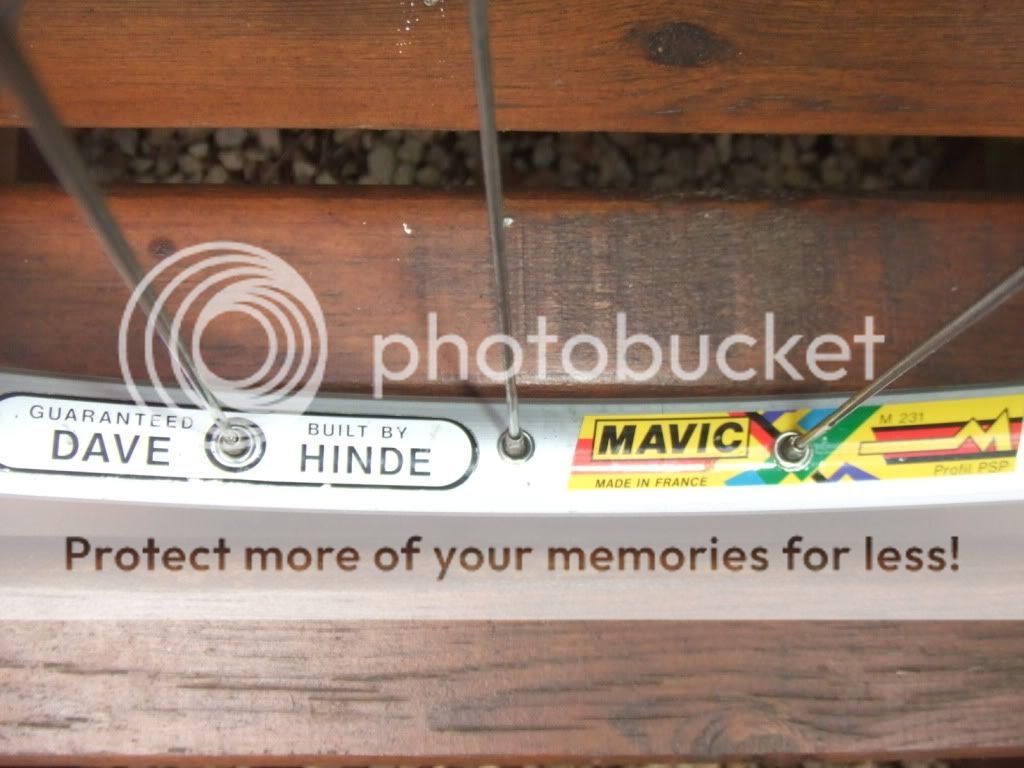 photobucket
GUARANTEED BUILT BY
DAVE HINDE
MAVIC
MADE IN FRANCE
M 231
Profil PSP
Protect more of your memories for less!